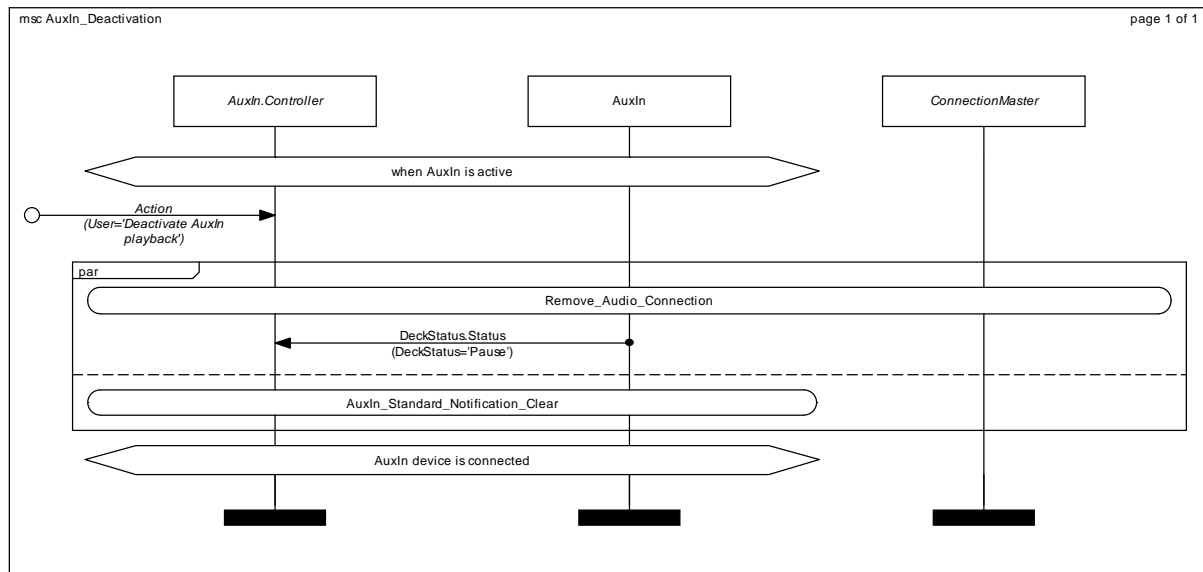 msc AuxIn_Deactivation
page 1 of 1
AuxIn.Controller
AuxIn
ConnectionMaster
when AuxIn is active
Action
(User='Deactivate AuxIn
playback')
par
Remove_Audio_Connection
DeckStatus.Status
(DeckStatus='Pause')
AuxIn_Standard_Notification_Clear
AuxIn device is connected